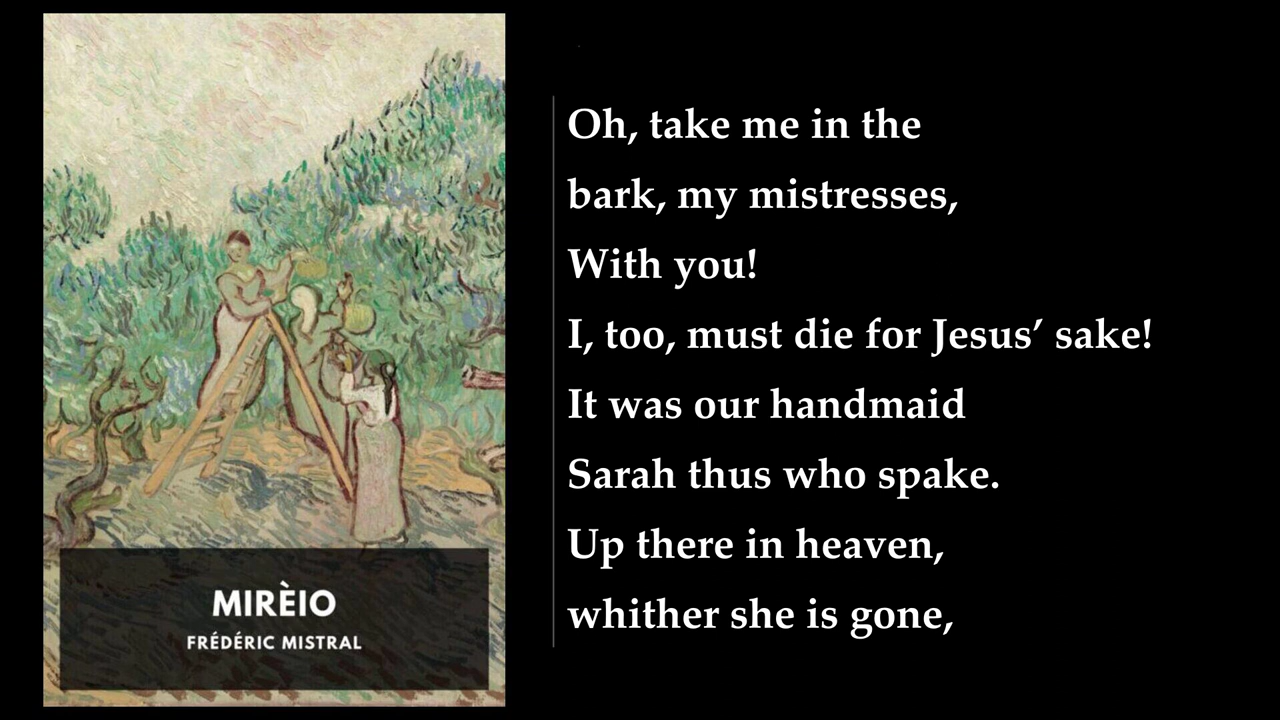 MIRÈIO
FRÉDÉRIC MISTRAL
Oh, take me in the
bark, my mistresses,
With you!
I, too, must die for Jesus’ sake!
It was our handmaid
Sarah thus who spake.
Up there in heaven,
whither she is gone,